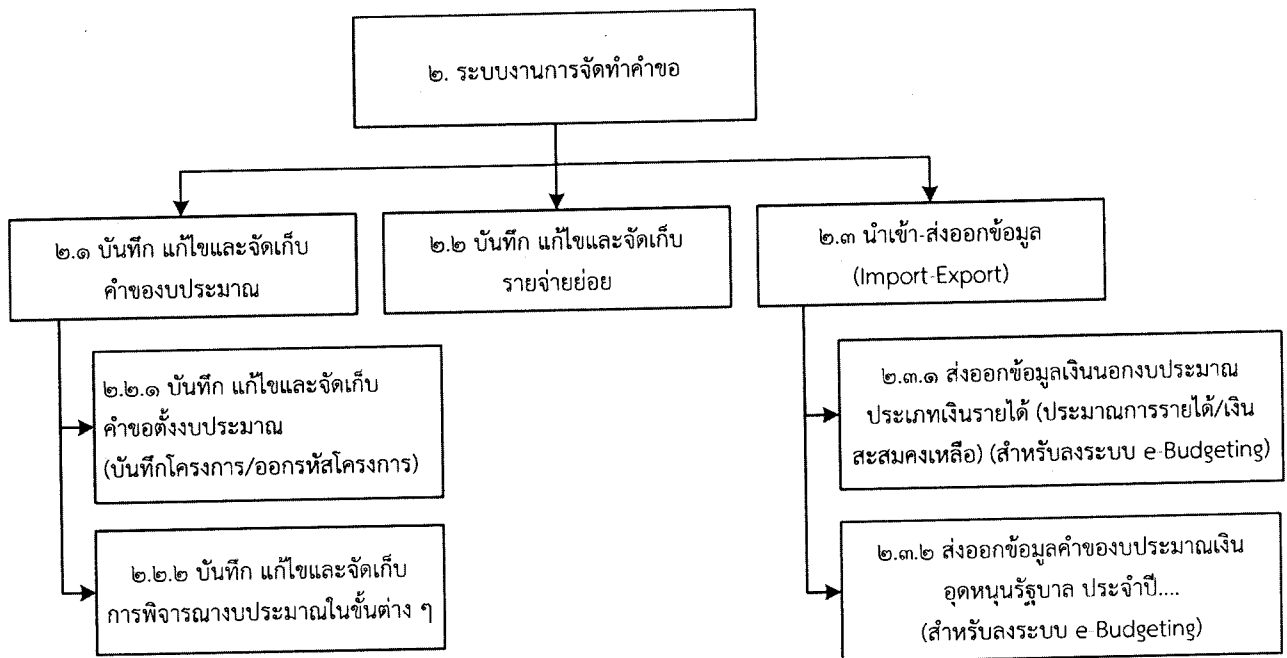 ๒. ระบบงานการจัดทำคำขอ
๒.๑ บันทึก แก้ไขและจัดเก็บ
คำของบประมาณ
๒.๒ บันทึก แก้ไขและจัดเก็บ
รายจ่ายย่อย
๒.๓ นำเข้า-ส่งออกข้อมูล
(Import-Export)
๒.๒.๑ บันทึก แก้ไขและจัดเก็บ
คำขอตั้งงบประมาณ
(บันทึกโครงการ/ออกรหัสโครงการ)
๒.๒.๒ บันทึก แก้ไขและจัดเก็บ
การพิจารณางบประมาณในขั้นต่าง ๆ
๒.๓.๑ ส่งออกข้อมูลเงินนอกงบประมาณ
ประเภทเงินรายได้ (ประมาณการรายได้/เงิน
สะสมคงเหลือ) (สำหรับลงระบบ e-Budgeting)
๒.๓.๒ ส่งออกข้อมูลคำของบประมาณเงิน
อุดหนุนรัฐบาล ประจำปี....
(สำหรับลงระบบ e-Budgeting)